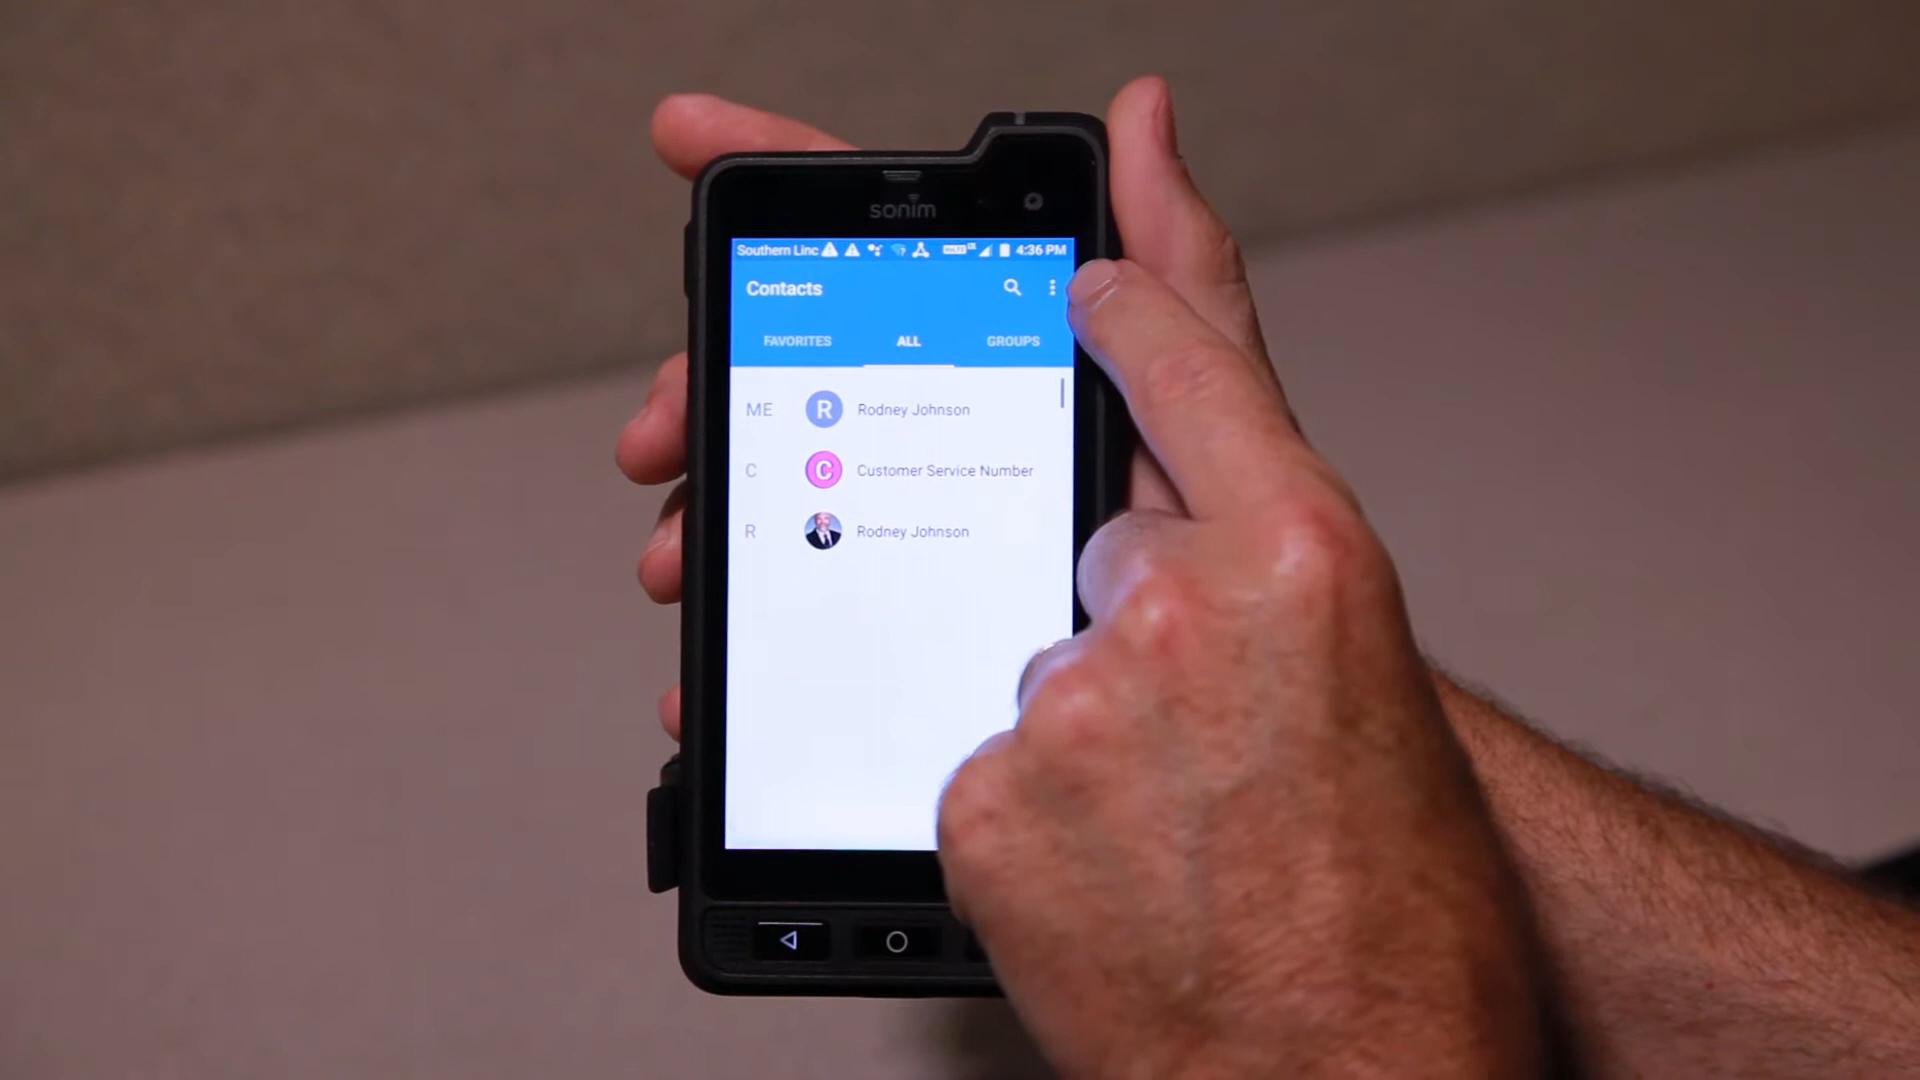 sonim
Southern Linc 4:36 PM
Contacts
FAVORITES ALL GROUPS
ME R Rodney Johnson
C C Customer Service Number
R Rodney Johnson